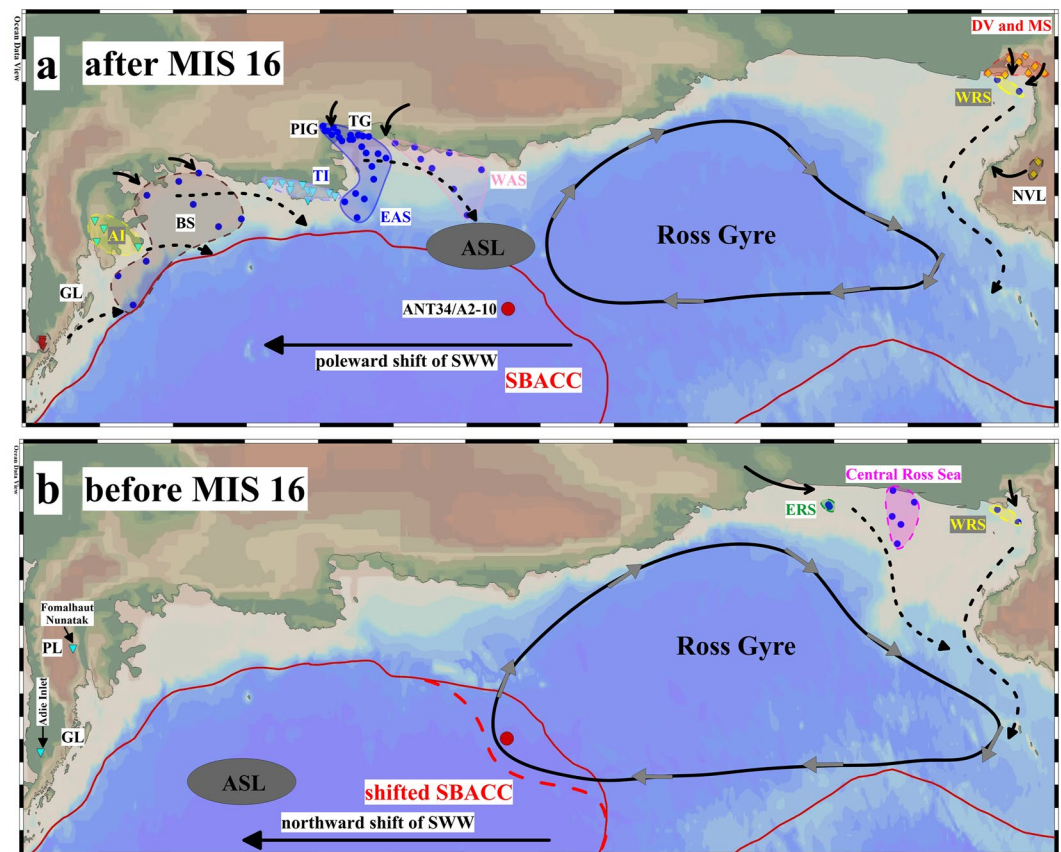 Ocean Data View
a
after MIS 16
DV and MS
WRS
PIG
TG
TI
WAS
NVL
AI
BS
EAS
ASL
Ross Gyre
GL
ANT34/A2-10
poleward shift of SWW
SBACC
Ocean Data View
b
before MIS 16
Central Ross Sea
ERS
WRS
Fomalhaut
Nunatak
PL
Ross Gyre
Adie Inlet
GL
ASL
shifted SBACC
northward shift of SWW